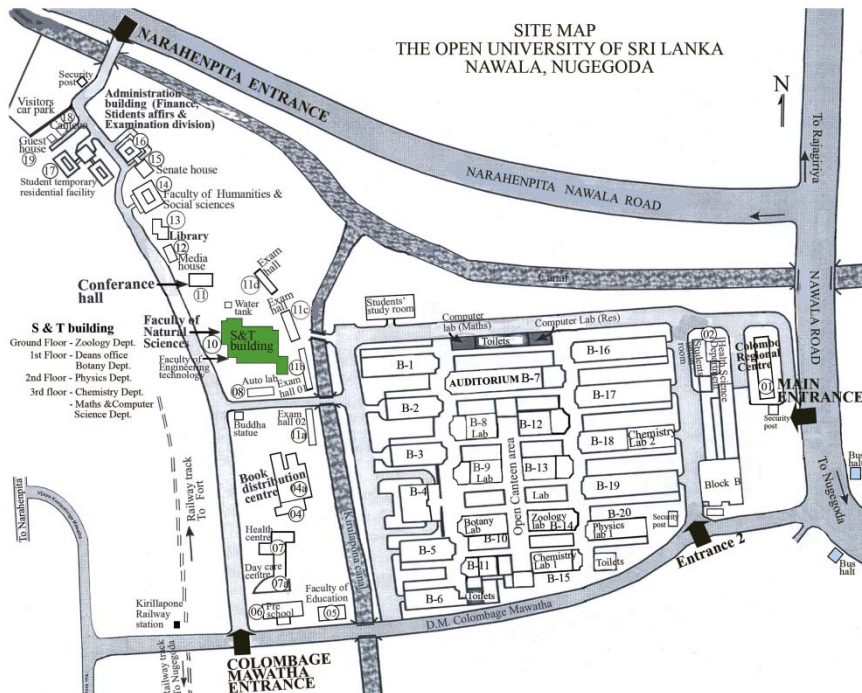 SITE MAP
THE OPEN UNIVERSITY OF SRI LANKA
NAWALA, NUGEGODA
N
NARAHENPITA ENTRANCE
Security
post
Visitors
car park
Administration
building (Finance,
Stidents affirs &
Examination division)
18
Canteen
Guest
house
19
17
16
15
Senate house
Student temporary
residential facility
14
Faculty of Humanities &
Social sciences
13
Library
12
Media
house
NARAHENPITA NAWALA ROAD
To Rajagiriya
NAWALA ROAD
Canal
Conferance
hall
11
Exam
hall
11d
Water
tank
Exam
hall
11c
S & T building
Ground Floor - Zoology Dept.
1st Floor - Deans office
Botany Dept.
2nd Floor - Physics Dept.
3rd floor - Chemistry Dept.
- Maths &Computer
Science Dept.
Faculty of
Natural
Sciences
10
S&T
building
Faculty of
Engineering
technology
08
Auto lab
Exam hall 01
11b
Exam
hall 02
11a
Buddha
statue
Students'
study room
Computer
lab (Maths)
Toilets
Computer Lab (Res)
B-1
AUDITORIUM B-7
B-16
B-2
B-17
B-8
Lab
B-12
B-3
B-18
Chemistry
Lab 2
B-9
Lab
B-13
Open Canteen area
B-4
Lab
B-19
Botany
Lab
B-10
Zoology
Lab
B-14
B-20
Physics
lab 1
Security
post
B-5
B-11
Chemistry
Lab 1
B-15
Toilets
B-6
Toilets
02
Health Science
Department
Students'
room
Colombo
Regional
Centre
01
MAIN
ENTRANCE
Security
post
Block B
To Nugegoda
Bus
halt
Bus
halt
Entrance 2
Book
distribution
centre
04a
04
Health
centre
07
Day care
centre
07a
06
Pre
school
Faculty of
Education
05
Kirulapona canal
D.M. Colombage Mawatha
COLOMBAGE
MAWATHA
ENTRANCE
Railway track
To Fort
Kirillapone
Railway
station
Railway track
To Nugegoda
To Narahenpita